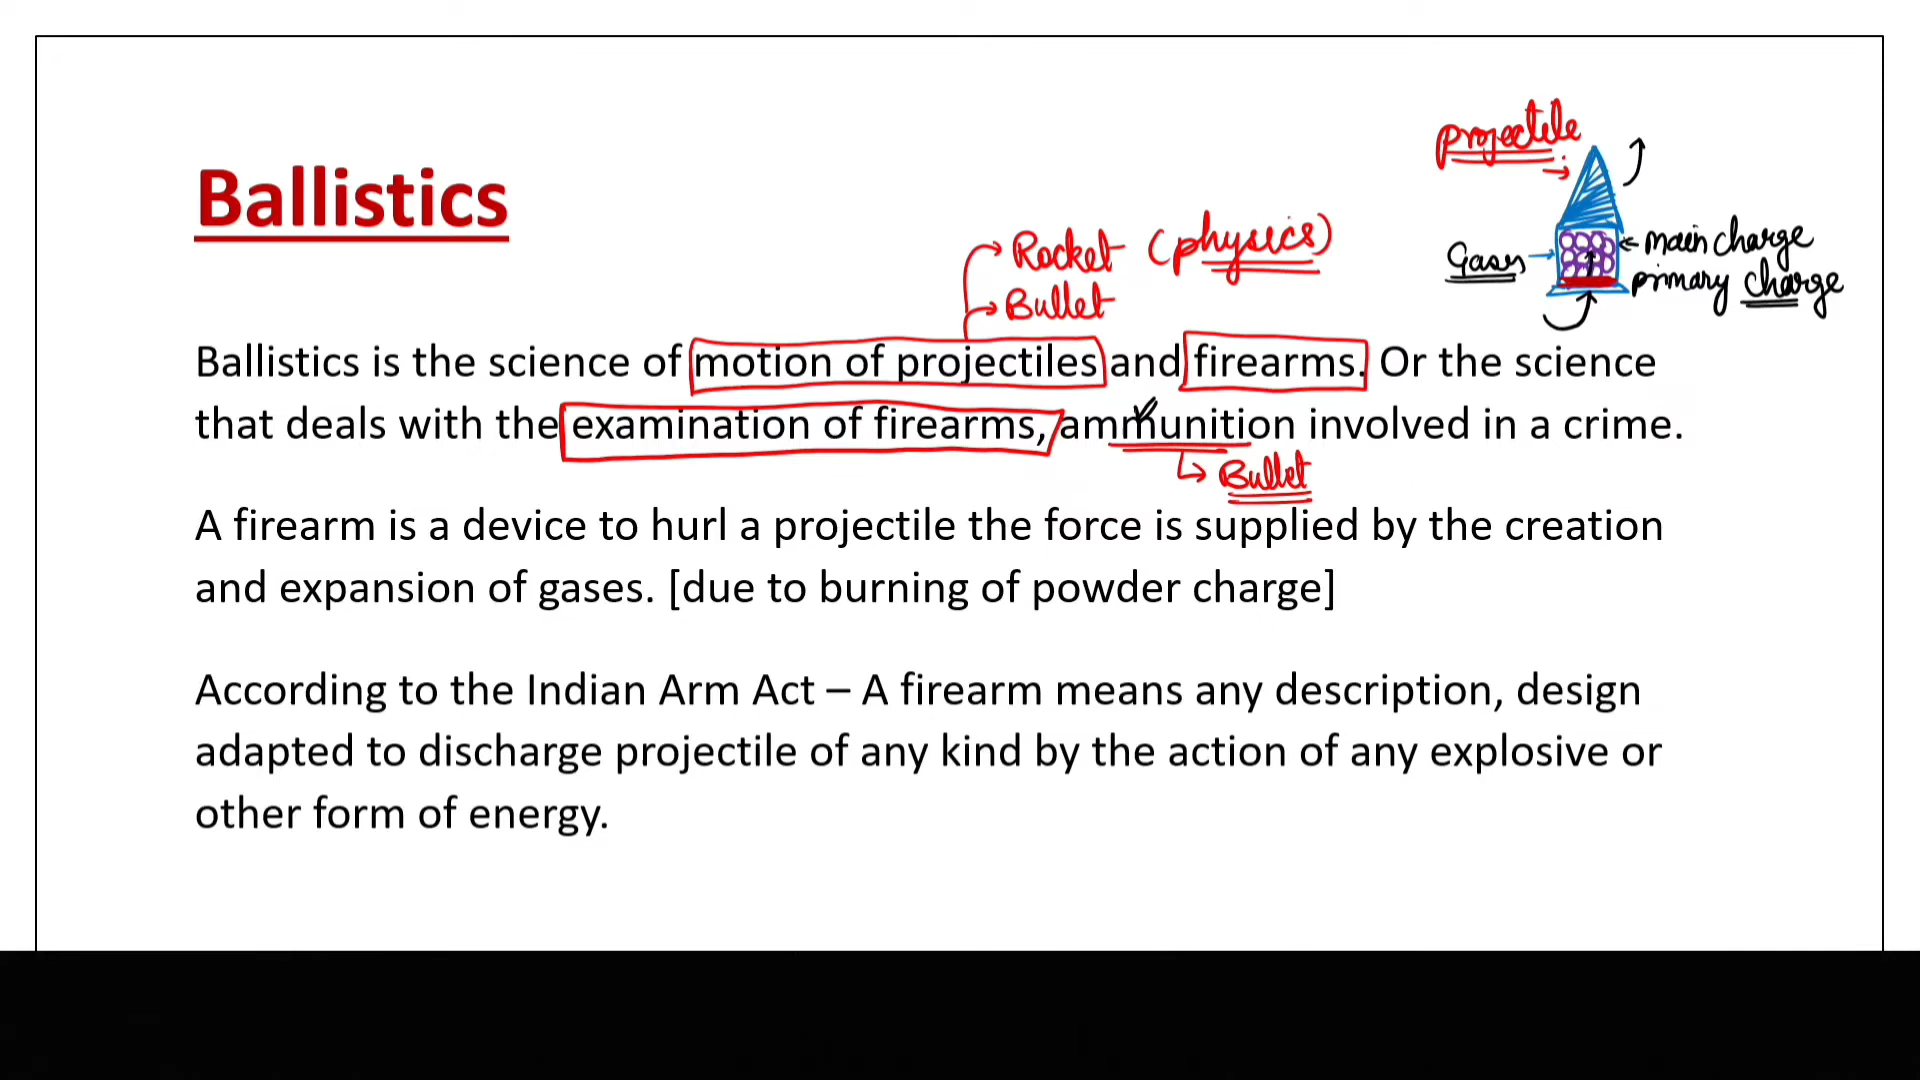 Ballistics
projectile
Rocket (physics)
Bullet
Gases
main charge
primary charge
Ballistics is the science of motion of projectiles and firearms. Or the science
that deals with the examination of firearms, ammunition involved in a crime.
Bullet
A firearm is a device to hurl a projectile the force is supplied by the creation
and expansion of gases. [due to burning of powder charge]
According to the Indian Arm Act – A firearm means any description, design
adapted to discharge projectile of any kind by the action of any explosive or
other form of energy.